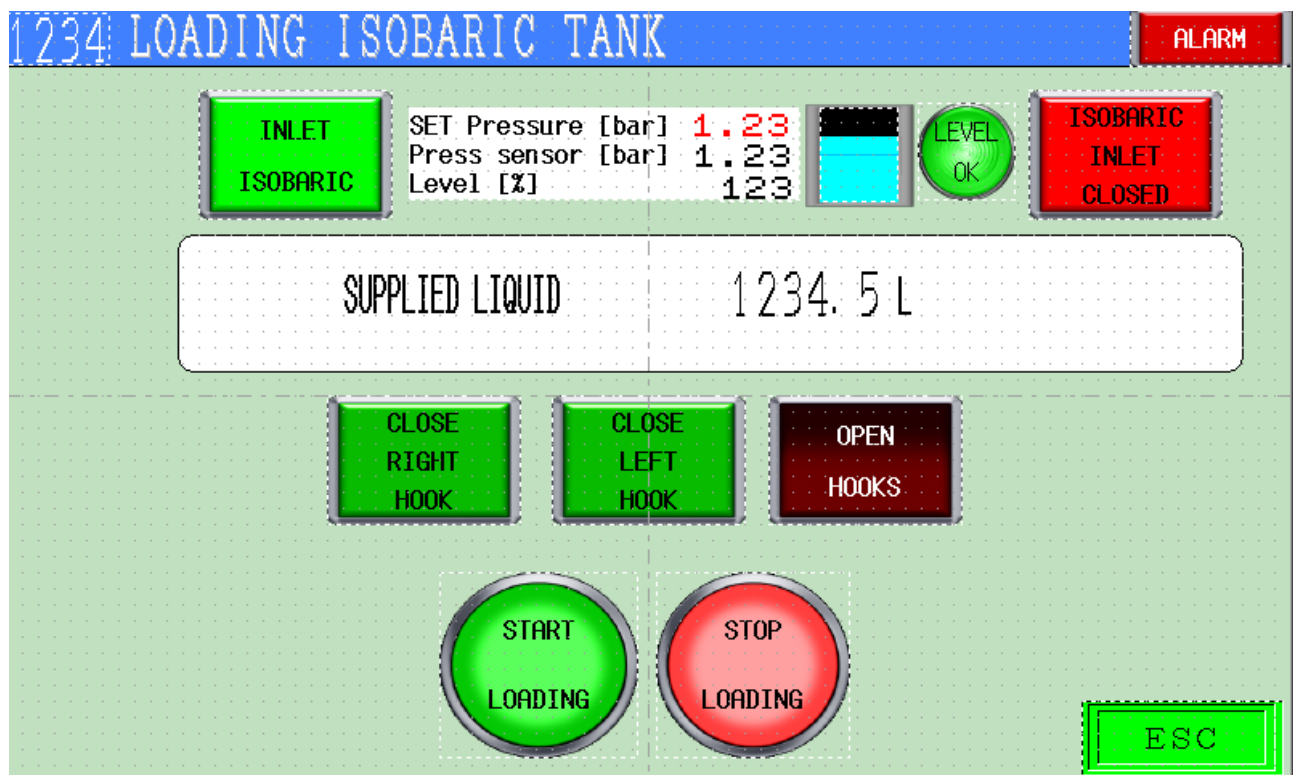 1234 LOADING ISOBARIC TANK
ALARM
INLET
ISOBARIC
SET Pressure [bar] 1.23
Press sensor [bar] 1.23
Level [%] 123
LEVEL
OK
ISOBARIC
INLET
CLOSED
SUPPLIED LIQUID 1234.5 L
CLOSE
RIGHT
HOOK
CLOSE
LEFT
HOOK
OPEN
HOOKS
START
LOADING
STOP
LOADING
ESC